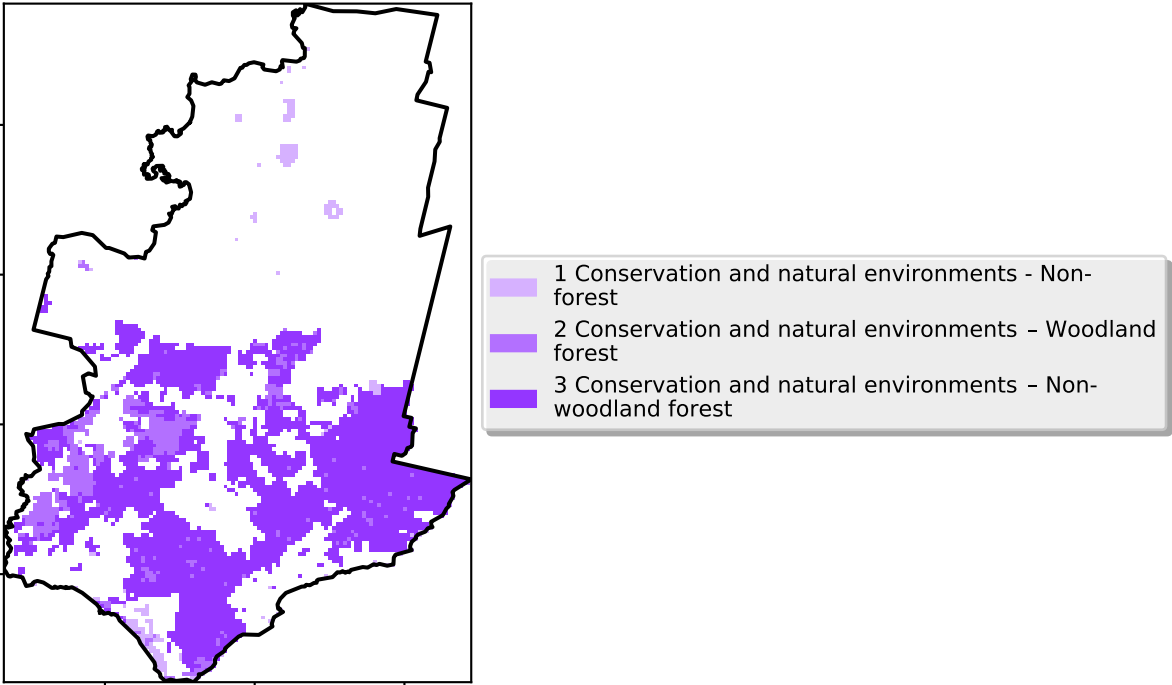 1 Conservation and natural environments - Non-
forest
2 Conservation and natural environments – Woodland
forest
3 Conservation and natural environments – Non-
woodland forest